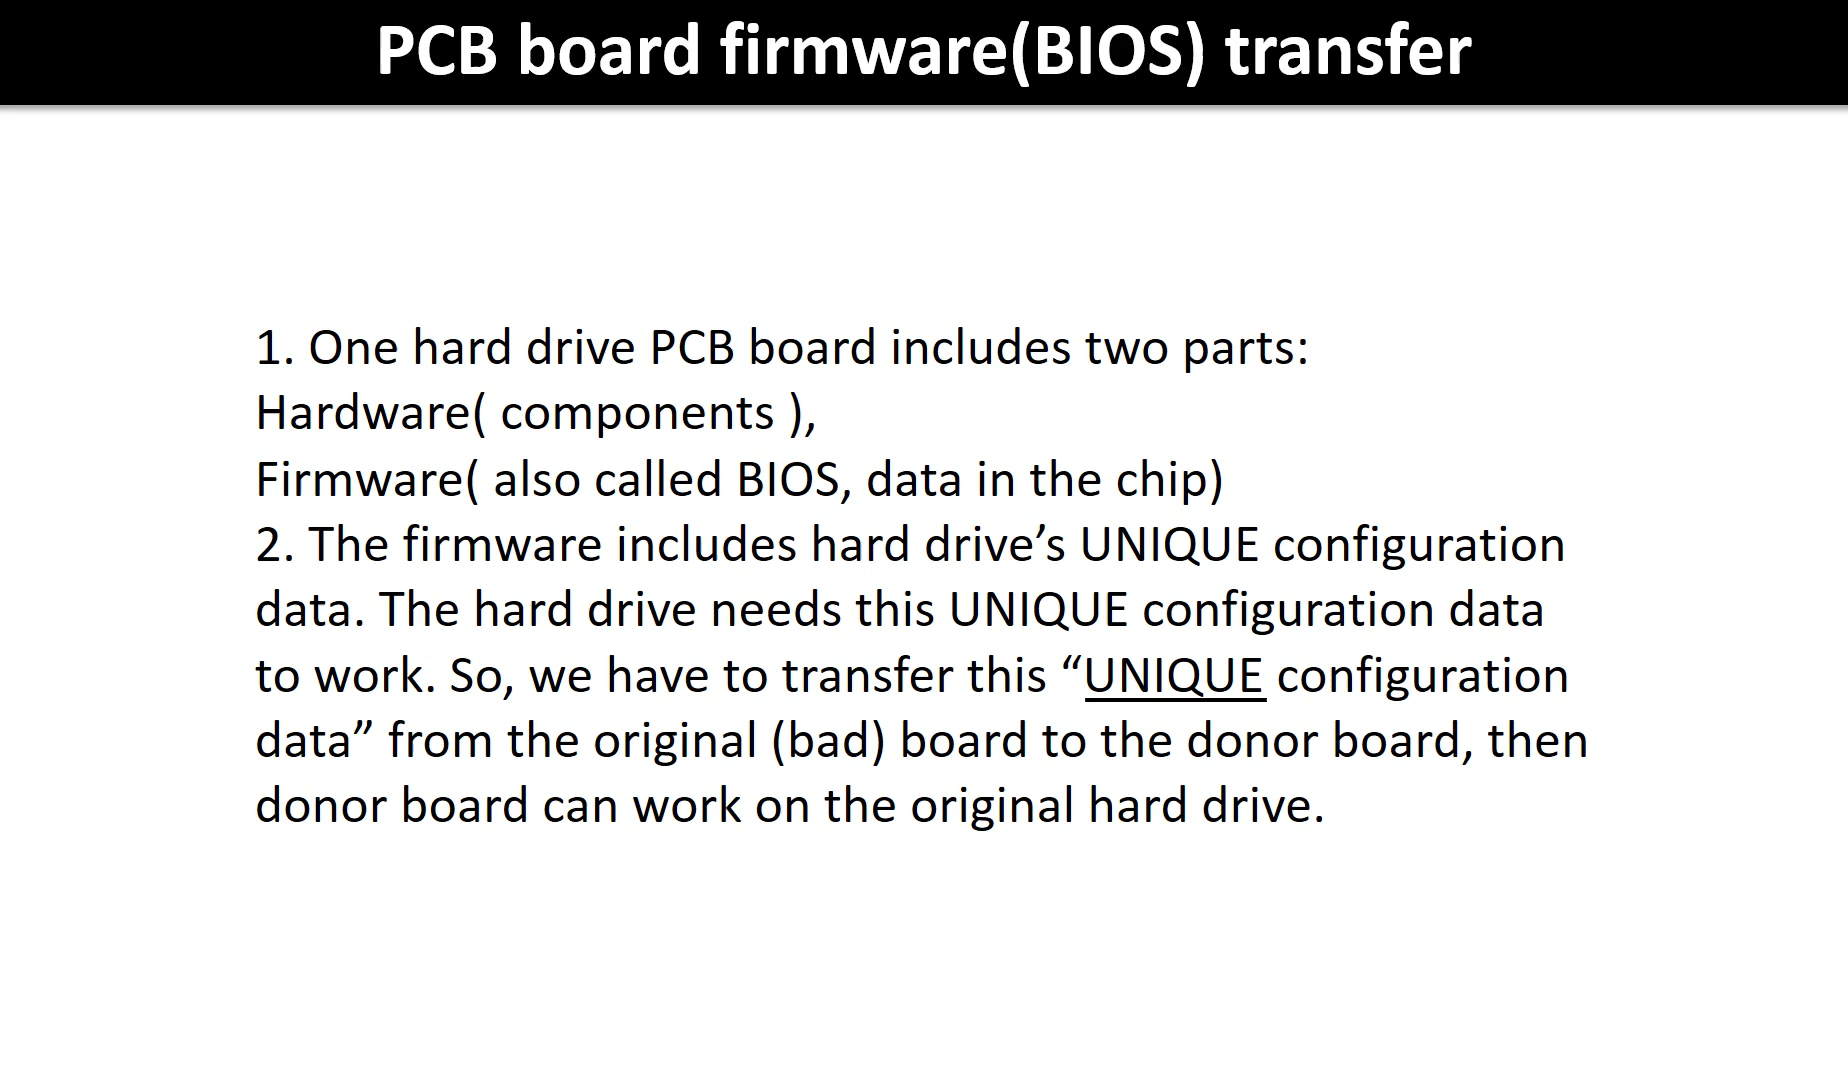 PCB board firmware(BIOS) transfer
1. One hard drive PCB board includes two parts:
Hardware( components ),
Firmware( also called BIOS, data in the chip)
2. The firmware includes hard drive’s UNIQUE configuration
data. The hard drive needs this UNIQUE configuration data
to work. So, we have to transfer this “UNIQUE configuration
data” from the original (bad) board to the donor board, then
donor board can work on the original hard drive.